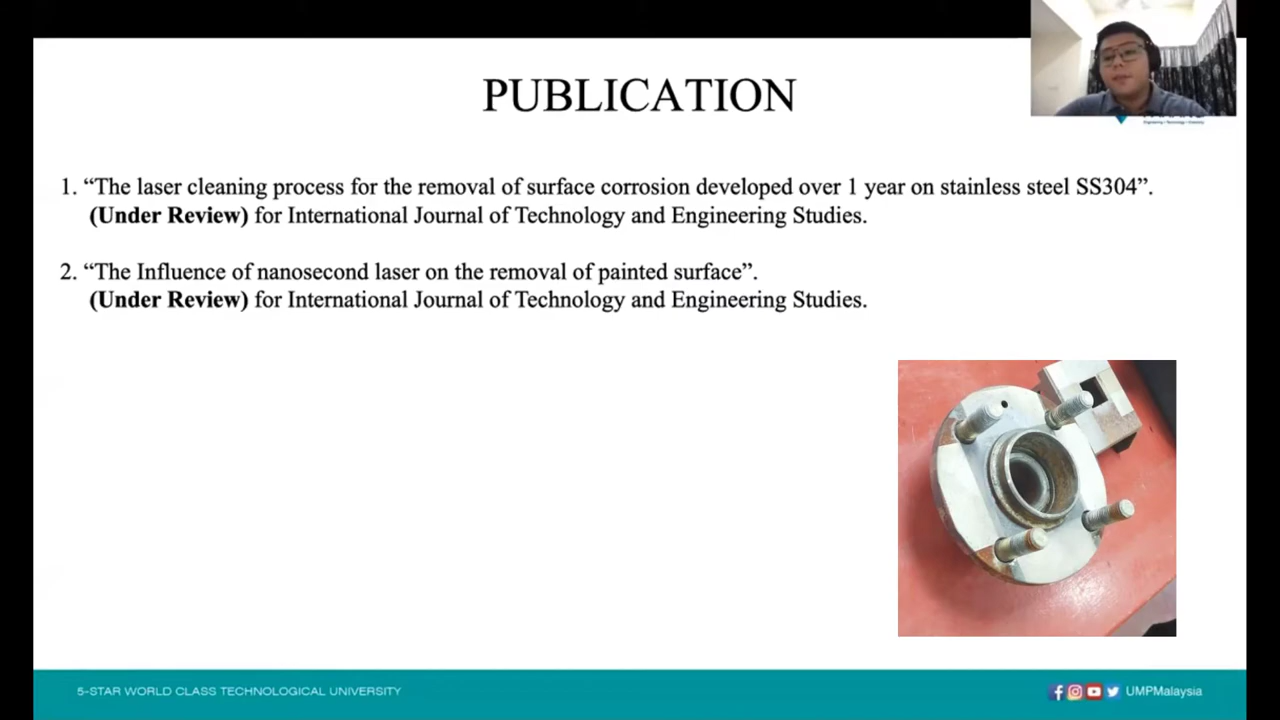 PUBLICATION
1. “The laser cleaning process for the removal of surface corrosion developed over 1 year on stainless steel SS304”.
(Under Review) for International Journal of Technology and Engineering Studies.
2. “The Influence of nanosecond laser on the removal of painted surface”.
(Under Review) for International Journal of Technology and Engineering Studies.
5-STAR WORLD CLASS TECHNOLOGICAL UNIVERSITY
UMPMalaysia